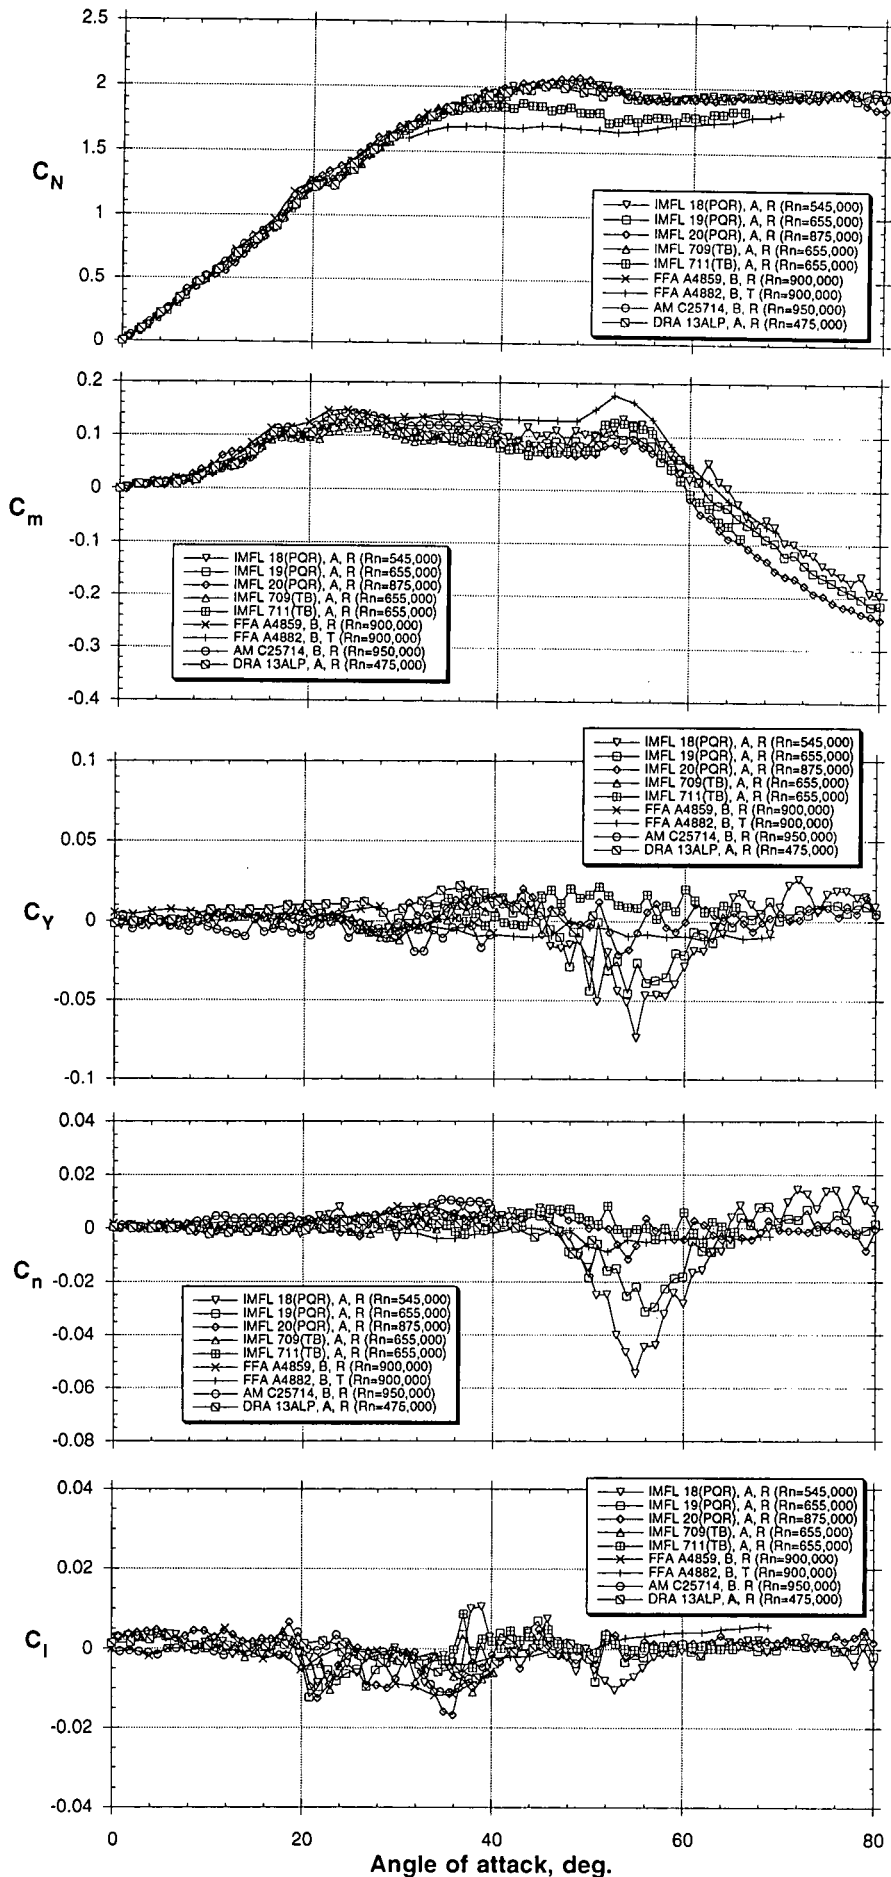 2.5
2
1.5
1
0.5
0
C_N
IMFL 18(PQR), A, R (Rn=545,000)
IMFL 19(PQR), A, R (Rn=655,000)
IMFL 20(PQR), A, R (Rn=875,000)
IMFL 709(TB), A, R (Rn=655,000)
IMFL 711(TB), A, R (Rn=655,000)
FFA A4859, B, R (Rn=900,000)
FFA A4882, B, T (Rn=900,000)
AM C25714, B, R (Rn=950,000)
DRA 13ALP, A, R (Rn=475,000)
0.2
0.1
0
-0.1
-0.2
-0.3
-0.4
C_m
IMFL 18(PQR), A, R (Rn=545,000)
IMFL 19(PQR), A, R (Rn=655,000)
IMFL 20(PQR), A, R (Rn=875,000)
IMFL 709(TB), A, R (Rn=655,000)
IMFL 711(TB), A, R (Rn=655,000)
FFA A4859, B, R (Rn=900,000)
FFA A4882, B, T (Rn=900,000)
AM C25714, B, R (Rn=950,000)
DRA 13ALP, A, R (Rn=475,000)
0.1
0.05
0
-0.05
-0.1
C_Y
IMFL 18(PQR), A, R (Rn=545,000)
IMFL 19(PQR), A, R (Rn=655,000)
IMFL 20(PQR), A, R (Rn=875,000)
IMFL 709(TB), A, R (Rn=655,000)
IMFL 711(TB), A, R (Rn=655,000)
FFA A4859, B, R (Rn=900,000)
FFA A4882, B, T (Rn=900,000)
AM C25714, B, R (Rn=950,000)
DRA 13ALP, A, R (Rn=475,000)
0.04
0.02
0
-0.02
-0.04
-0.06
-0.08
C_n
IMFL 18(PQR), A, R (Rn=545,000)
IMFL 19(PQR), A, R (Rn=655,000)
IMFL 20(PQR), A, R (Rn=875,000)
IMFL 709(TB), A, R (Rn=655,000)
IMFL 711(TB), A, R (Rn=655,000)
FFA A4859, B, R (Rn=900,000)
FFA A4882, B, T (Rn=900,000)
AM C25714, B, R (Rn=950,000)
DRA 13ALP, A, R (Rn=475,000)
0.04
0.02
0
-0.02
-0.04
C_l
IMFL 18(PQR), A, R (Rn=545,000)
IMFL 19(PQR), A, R (Rn=655,000)
IMFL 20(PQR), A, R (Rn=875,000)
IMFL 709(TB), A, R (Rn=655,000)
IMFL 711(TB), A, R (Rn=655,000)
FFA A4859, B, R (Rn=900,000)
FFA A4882, B, T (Rn=900,000)
AM C25714, B, R (Rn=950,000)
DRA 13ALP, A, R (Rn=475,000)
0 20 40 60 80
Angle of attack, deg.